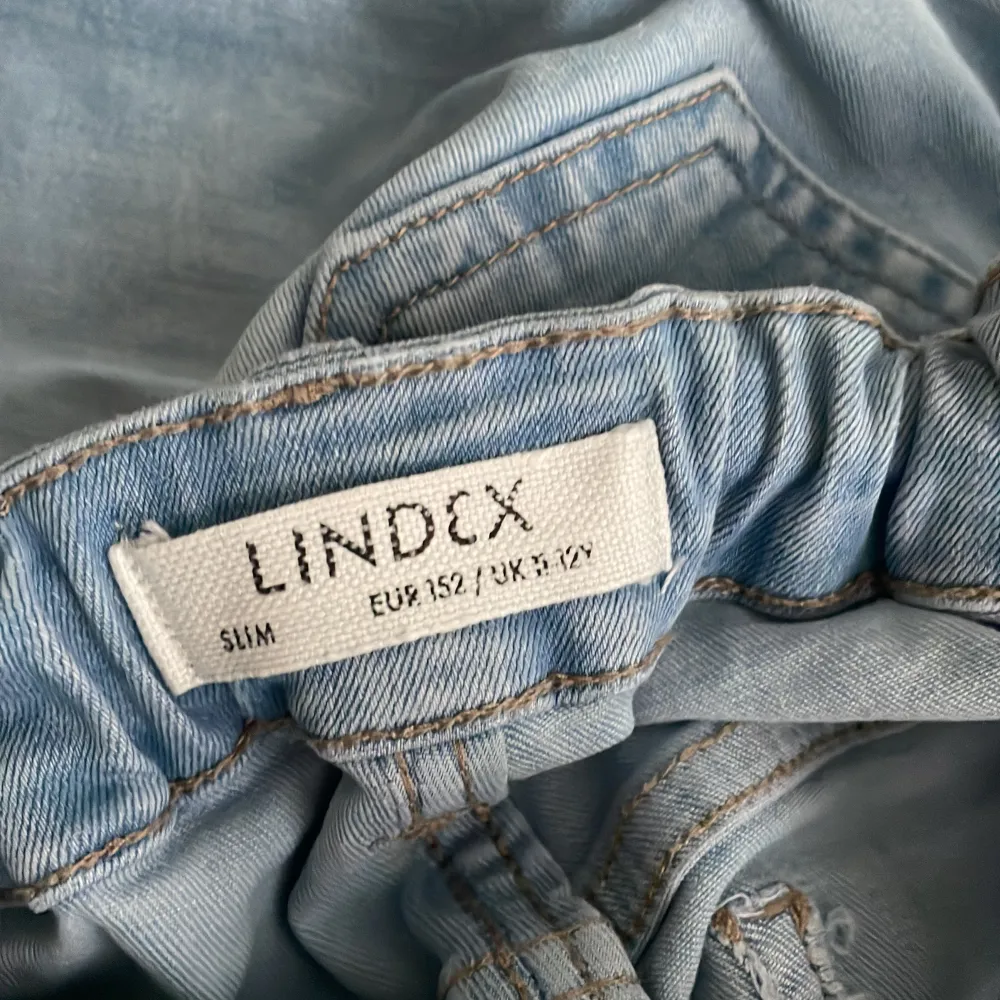 LINDEX
EUR 152 / UK 11-12Y
SLIM